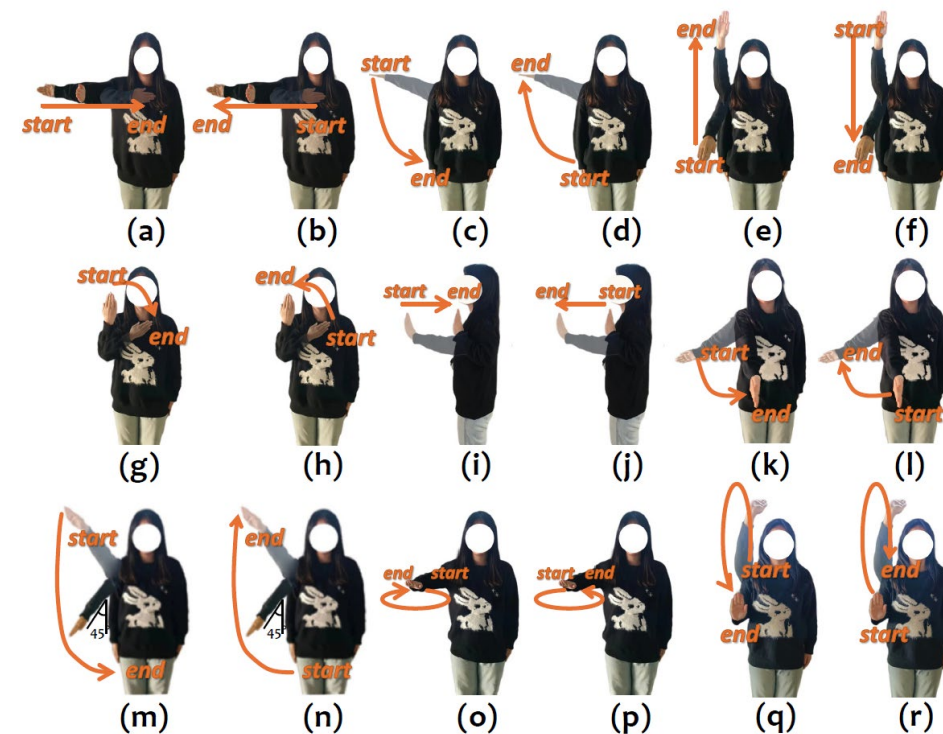 end start
start
start end
start end
end start
end
start
start
end
(a) (b) (c) (d) (e) (f)
start
end
end
start
start end
end start
start
end
end
start
(g) (h) (i) (j) (k) (l)
start
45°
end
end
45°
start
end start
start end
start
end
end
start
(m) (n) (o) (p) (q) (r)